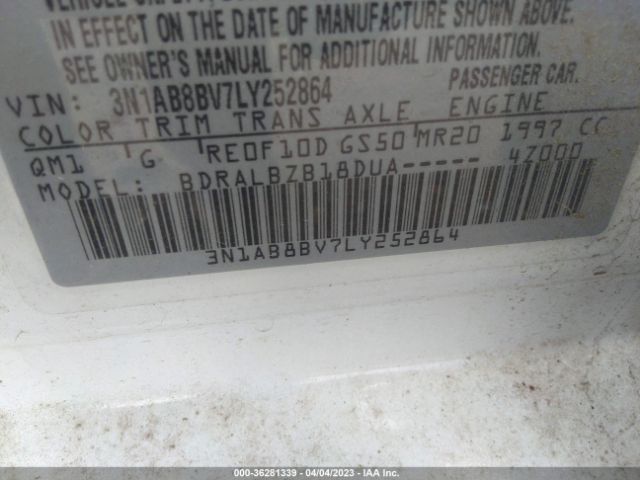 IN EFFECT ON THE DATE OF MANUFACTURE SHOWN ABOVE.
SEE OWNER'S MANUAL FOR ADDITIONAL INFORMATION.
VIN: 3N1AB8BV7LY252864 PASSENGER CAR.
COLOR TRIM TRANS AXLE ENGINE
QM1 G RE0F10D GS50 MR20 1997 CC
MODEL: BDRALBZB18DUA----- 4Z000
3N1AB8BV7LY252864
000-36281339 - 04/04/2023 - IAA Inc.